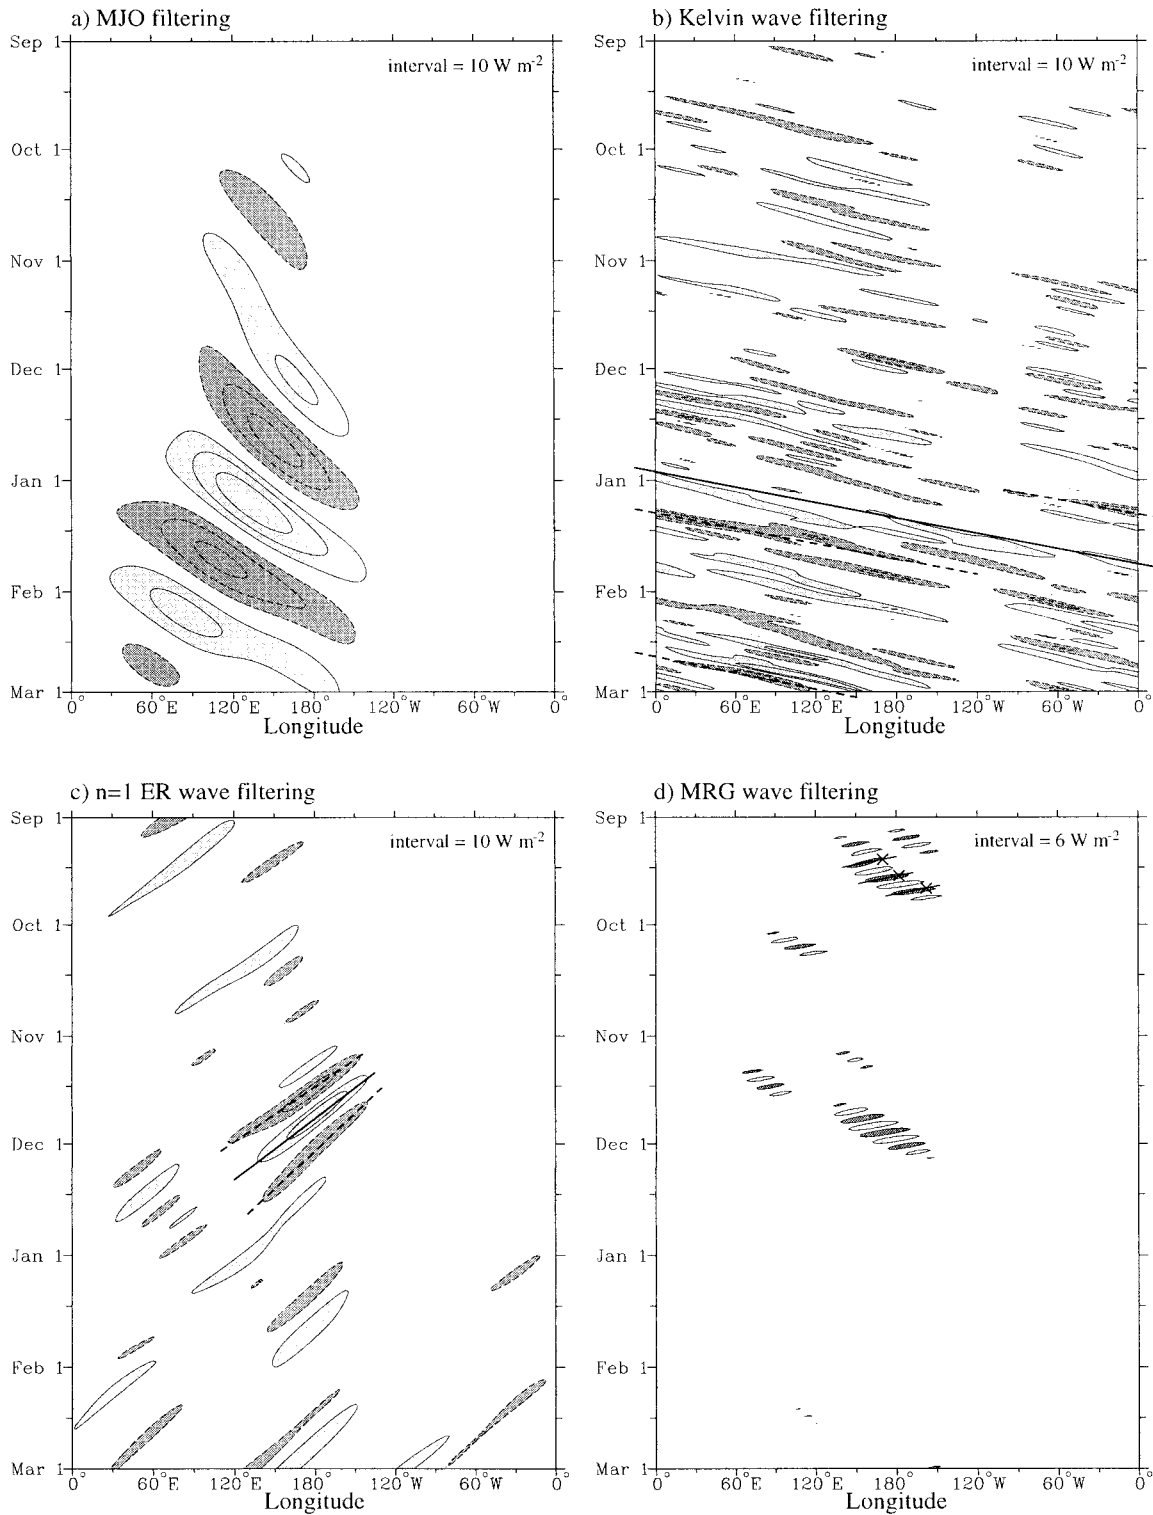 a) MJO filtering
interval = 10 W m-2
Sep 1
Oct 1
Nov 1
Dec 1
Jan 1
Feb 1
Mar 1
0° 60°E 120°E 180° 120°W 60°W 0°
Longitude
b) Kelvin wave filtering
interval = 10 W m-2
Sep 1
Oct 1
Nov 1
Dec 1
Jan 1
Feb 1
Mar 1
0° 60°E 120°E 180° 120°W 60°W 0°
Longitude
c) n=1 ER wave filtering
interval = 10 W m-2
Sep 1
Oct 1
Nov 1
Dec 1
Jan 1
Feb 1
Mar 1
0° 60°E 120°E 180° 120°W 60°W 0°
Longitude
d) MRG wave filtering
interval = 6 W m-2
Sep 1
Oct 1
Nov 1
Dec 1
Jan 1
Feb 1
Mar 1
0° 60°E 120°E 180° 120°W 60°W 0°
Longitude